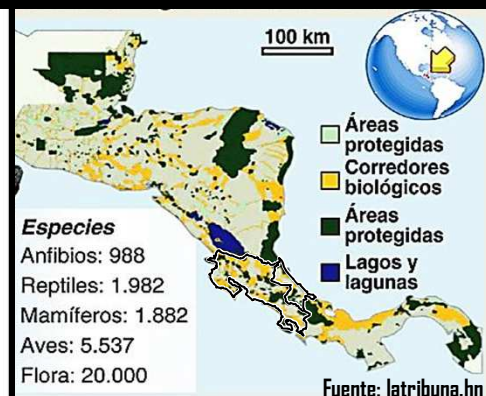 100 km
Áreas
protegidas
Corredores
biológicos
Áreas
protegidas
Lagos y
lagunas
Especies
Anfibios: 988
Reptiles: 1.982
Mamíferos: 1.882
Aves: 5.537
Flora: 20.000
Fuente: latribuna.hn